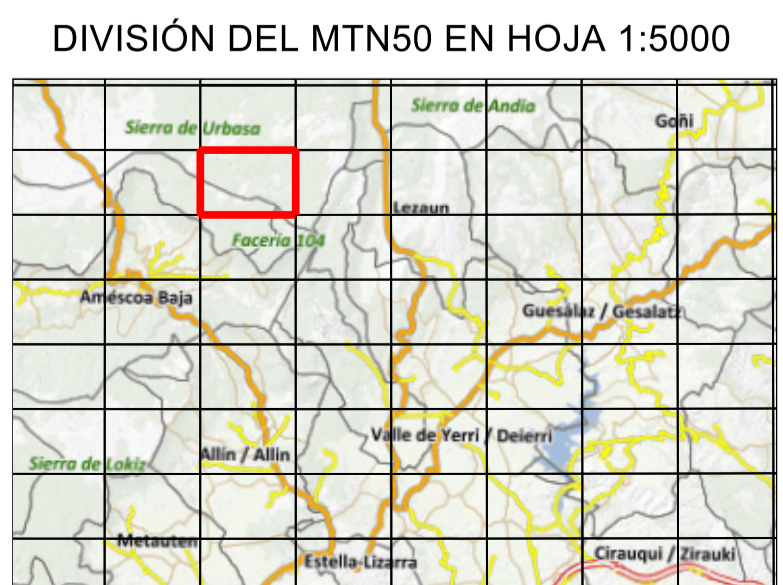 DIVISIÓN DEL MTN50 EN HOJA 1:5000
Sierra de Andia
Goñi
Sierra de Urbasa
Lezaun
Facería 104
Améscoa Baja
Guesálaz / Gesalatz
Valle de Yerri / Deierri
Allín / Allin
Sierra de Lokiz
Metauten
Cirauqui / Zirauki
Estella-Lizarra